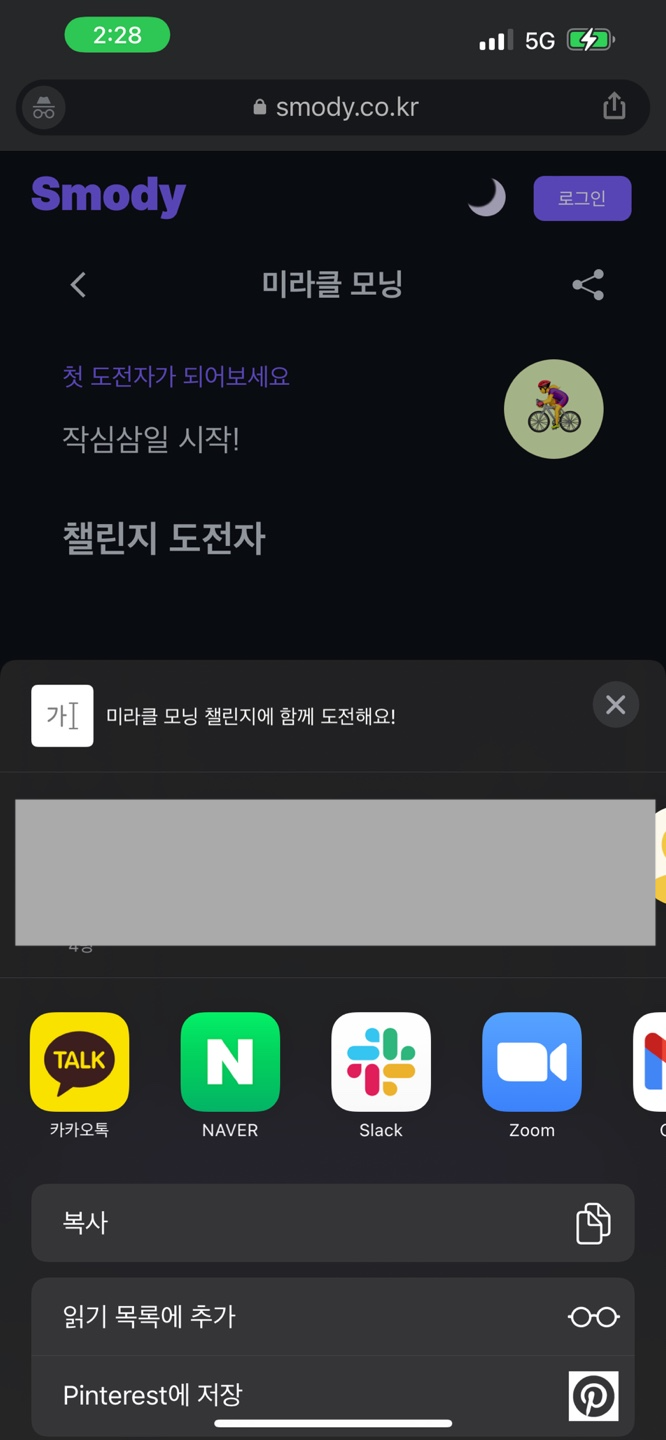 2:28
5G
smody.co.kr
Smody
로그인
미라클 모닝
첫 도전자가 되어보세요
작심삼일 시작!
챌린지 도전자
가
미라클 모닝 챌린지에 함께 도전해요!
4명
TALK
N
카카오톡
NAVER
Slack
Zoom
복사
읽기 목록에 추가
Pinterest에 저장